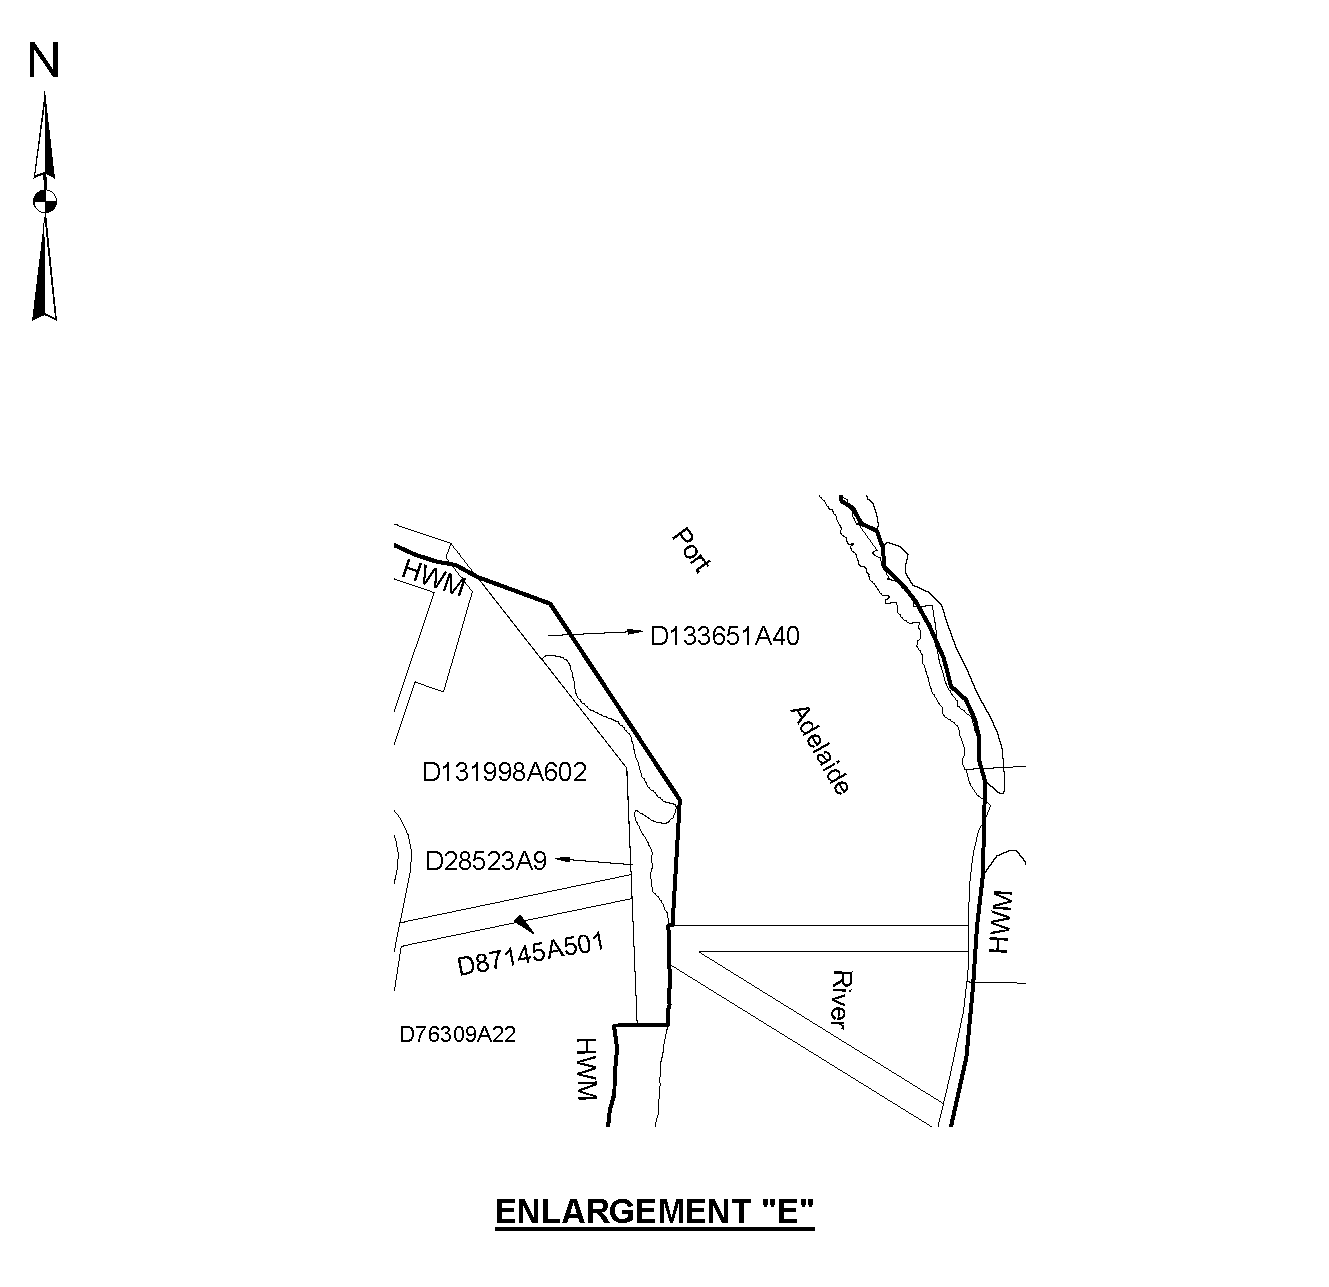 N
Port
HWM
D133651A40
Adelaide
D131998A602
D28523A9
HWM
D87145A501
River
D76309A22
HWM
ENLARGEMENT "E"